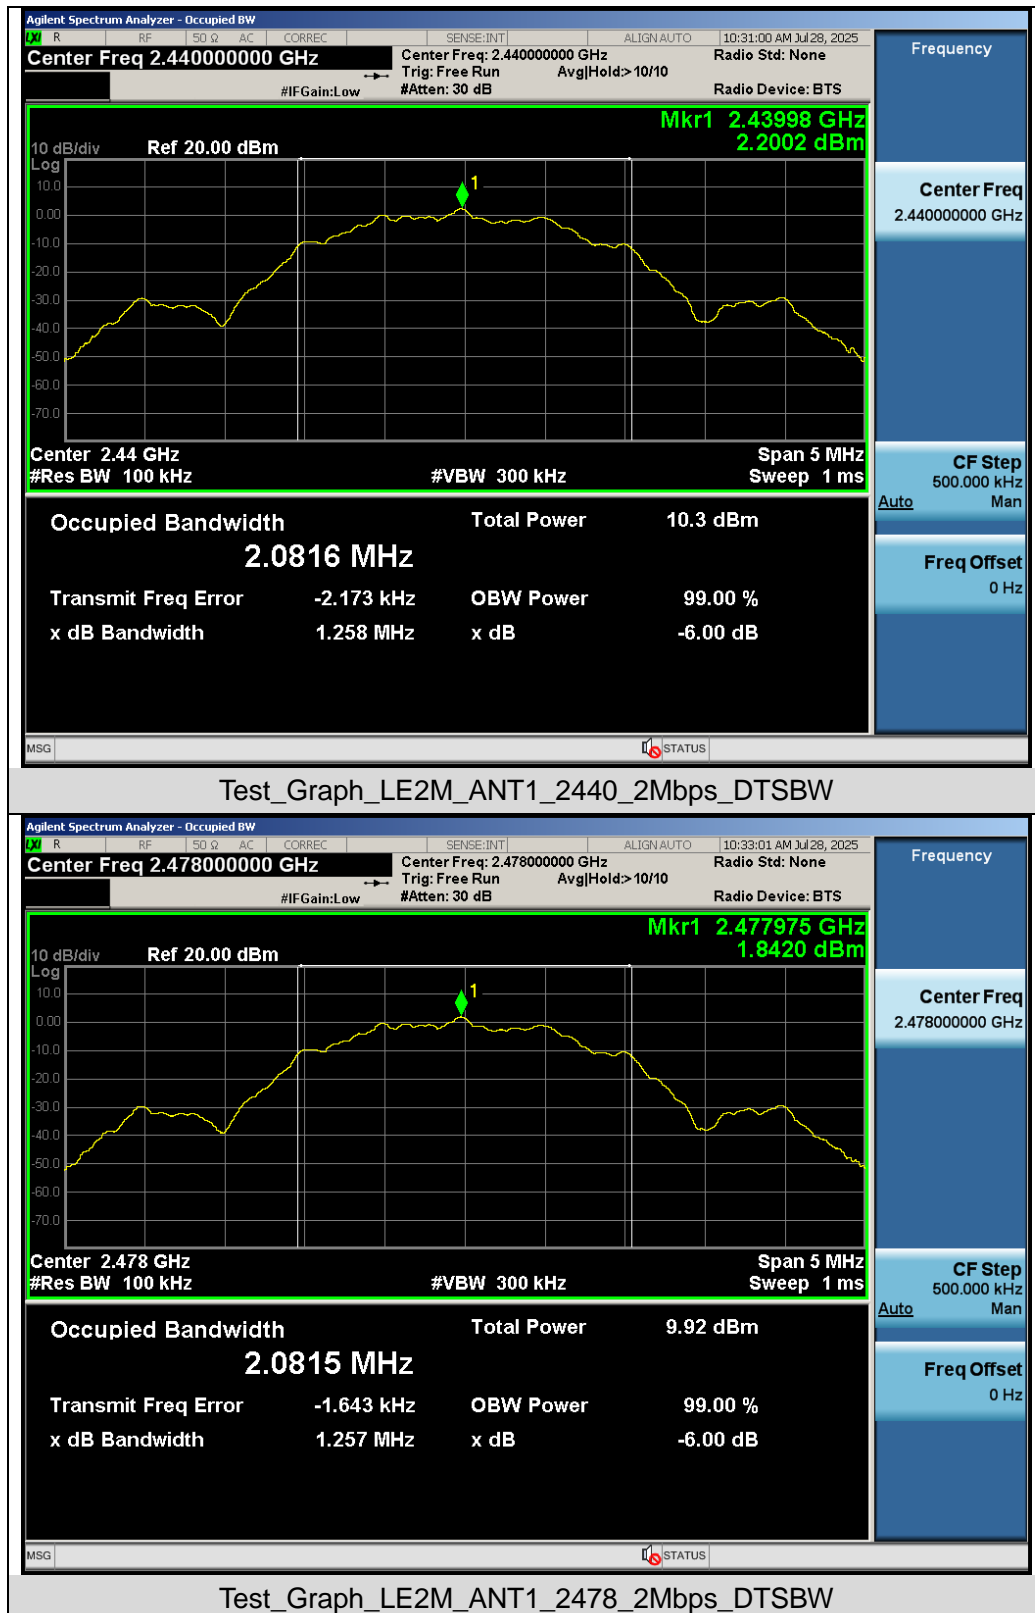 Agilent Spectrum Analyzer - Occupied BW
LXI R RF 50 Ω AC CORREC SENSE:INT ALIGN AUTO 10:31:00 AM Jul 28, 2025
Center Freq 2.440000000 GHz
Center Freq: 2.440000000 GHz Radio Std: None
Trig: Free Run Avg|Hold:>10/10
#IFGain:Low #Atten: 30 dB Radio Device: BTS
Frequency
Mkr1 2.43998 GHz
2.2002 dBm
10 dB/div Ref 20.00 dBm
Log
10.0
0.00
-10.0
-20.0
-30.0
-40.0
-50.0
-60.0
-70.0
1
Center 2.44 GHz Span 5 MHz
#Res BW 100 kHz #VBW 300 kHz Sweep 1 ms
Center Freq
2.440000000 GHz
CF Step
500.000 kHz
Auto Man
Freq Offset
0 Hz
Occupied Bandwidth Total Power 10.3 dBm
2.0816 MHz
Transmit Freq Error -2.173 kHz OBW Power 99.00 %
x dB Bandwidth 1.258 MHz x dB -6.00 dB
MSG STATUS
Test_Graph_LE2M_ANT1_2440_2Mbps_DTSBW
Agilent Spectrum Analyzer - Occupied BW
LXI R RF 50 Ω AC CORREC SENSE:INT ALIGN AUTO 10:33:01 AM Jul 28, 2025
Center Freq 2.478000000 GHz
Center Freq: 2.478000000 GHz Radio Std: None
Trig: Free Run Avg|Hold:>10/10
#IFGain:Low #Atten: 30 dB Radio Device: BTS
Frequency
Mkr1 2.477975 GHz
1.8420 dBm
10 dB/div Ref 20.00 dBm
Log
10.0
0.00
-10.0
-20.0
-30.0
-40.0
-50.0
-60.0
-70.0
1
Center 2.478 GHz Span 5 MHz
#Res BW 100 kHz #VBW 300 kHz Sweep 1 ms
Center Freq
2.478000000 GHz
CF Step
500.000 kHz
Auto Man
Freq Offset
0 Hz
Occupied Bandwidth Total Power 9.92 dBm
2.0815 MHz
Transmit Freq Error -1.643 kHz OBW Power 99.00 %
x dB Bandwidth 1.257 MHz x dB -6.00 dB
MSG STATUS
Test_Graph_LE2M_ANT1_2478_2Mbps_DTSBW